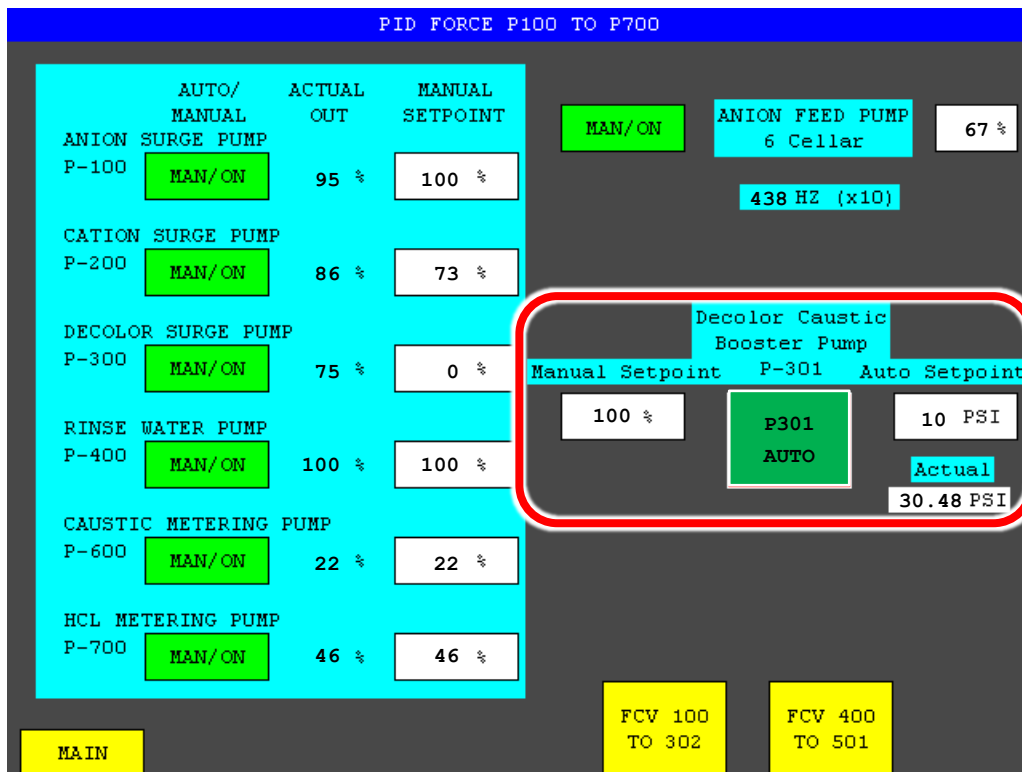 PID FORCE P100 TO P700
AUTO/ ACTUAL MANUAL
MANUAL OUT SETPOINT
ANION SURGE PUMP
P-100 MAN/ON 95 % 100 %
CATION SURGE PUMP
P-200 MAN/ON 86 % 73 %
DECOLOR SURGE PUMP
P-300 MAN/ON 75 % 0 %
RINSE WATER PUMP
P-400 MAN/ON 100 % 100 %
CAUSTIC METERING PUMP
P-600 MAN/ON 22 % 22 %
HCL METERING PUMP
P-700 MAN/ON 46 % 46 %
MAIN
MAN/ON
ANION FEED PUMP
6 Cellar
67 %
438 HZ (x10)
Decolor Caustic
Booster Pump
Manual Setpoint P-301 Auto Setpoint
100 %
P301
AUTO
10 PSI
Actual
30.48 PSI
FCV 100
TO 302
FCV 400
TO 501